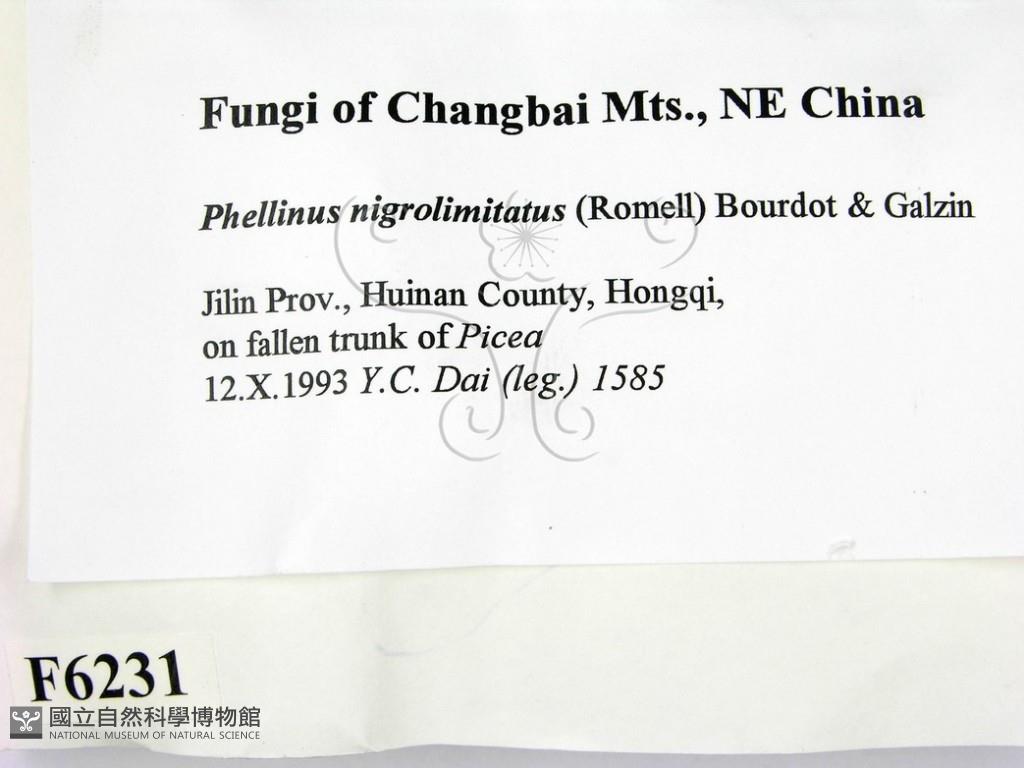 Fungi of Changbai Mts., NE China
Phellinus nigrolimitatus (Romell) Bourdot & Galzin
Jilin Prov., Huinan County, Hongqi,
on fallen trunk of Picea
12.X.1993 Y.C. Dai (leg.) 1585
F6231
國立自然科學博物館
NATIONAL MUSEUM OF NATURAL SCIENCE